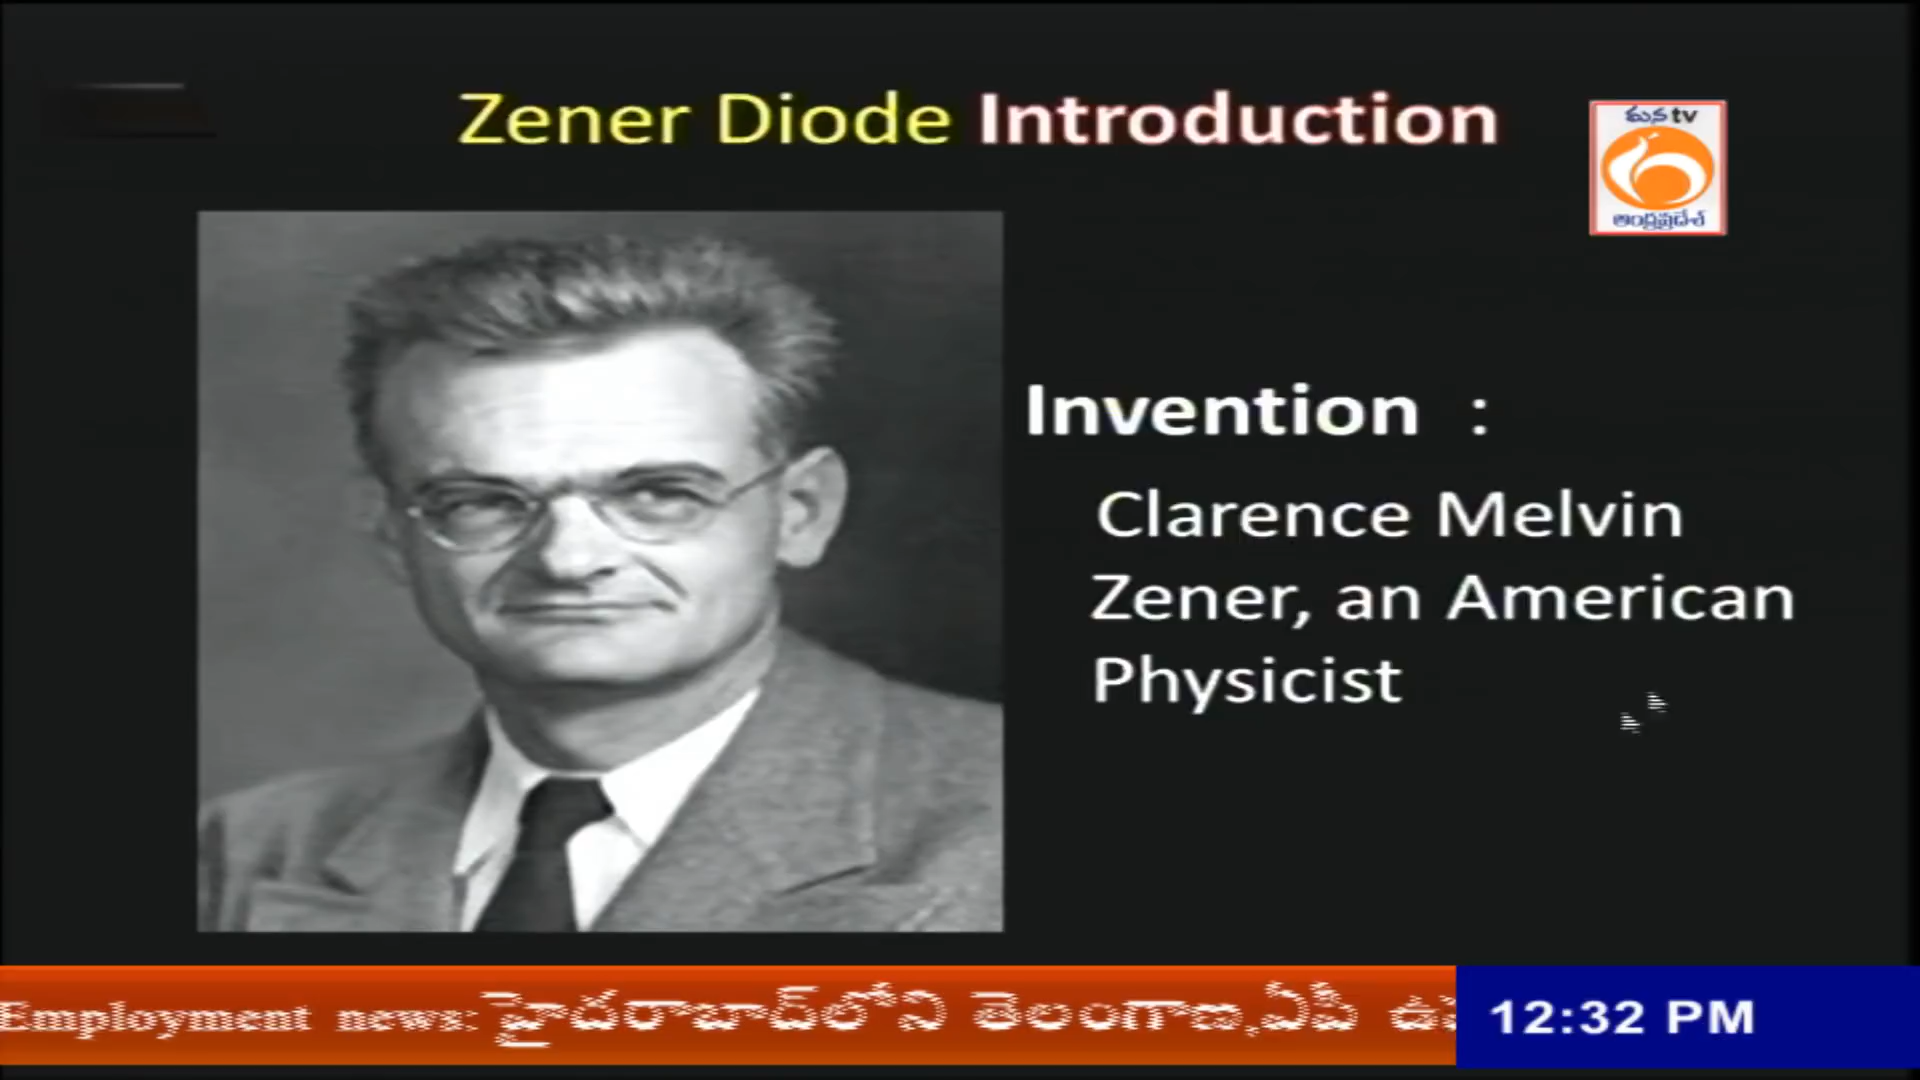 Zener Diode Introduction
మన tv
ఆంధ్రప్రదేశ్
Invention :
Clarence Melvin
Zener, an American
Physicist
Employment news: హైదరాబాద్‌లోని తెలంగాణ,ఏపీ
12:32 PM